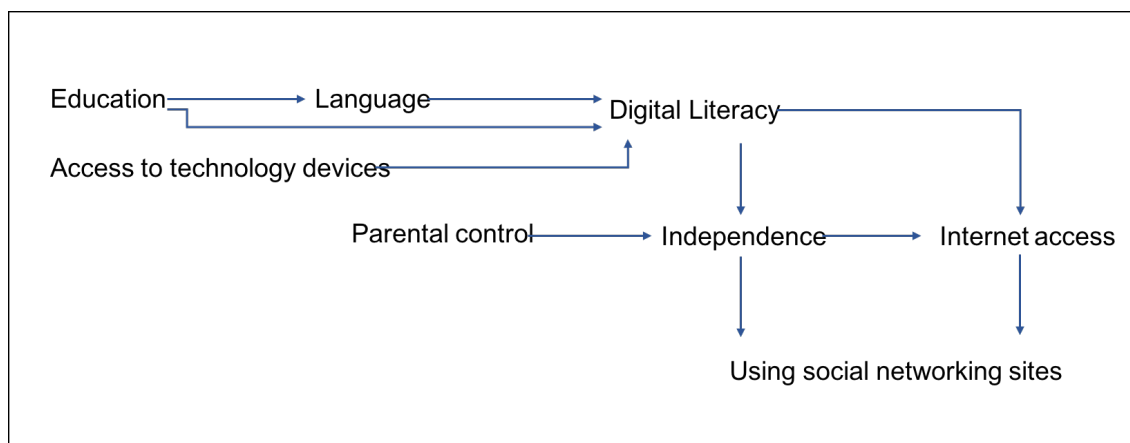 Education
Language
Digital Literacy
Access to technology devices
Parental control
Independence
Internet access
Using social networking sites